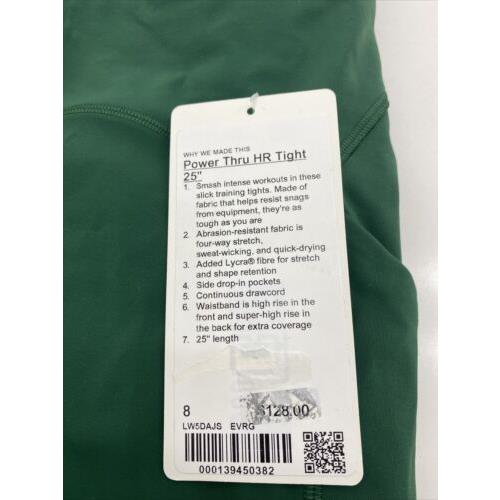 WHY WE MADE THIS
Power Thru HR Tight
25"
1. Smash intense workouts in these
slick training tights. Made of
fabric that helps resist snags
from equipment, they're as
tough as you are
2. Abrasion-resistant fabric is
four-way stretch,
sweat-wicking, and quick-drying
3. Added Lycra® fibre for stretch
and shape retention
4. Side drop-in pockets
5. Continuous drawcord
6. Waistband is high rise in the
front and super-high rise in
the back for extra coverage
7. 25" length
8 $128.00
LW5DAJS EVRG
000139450382